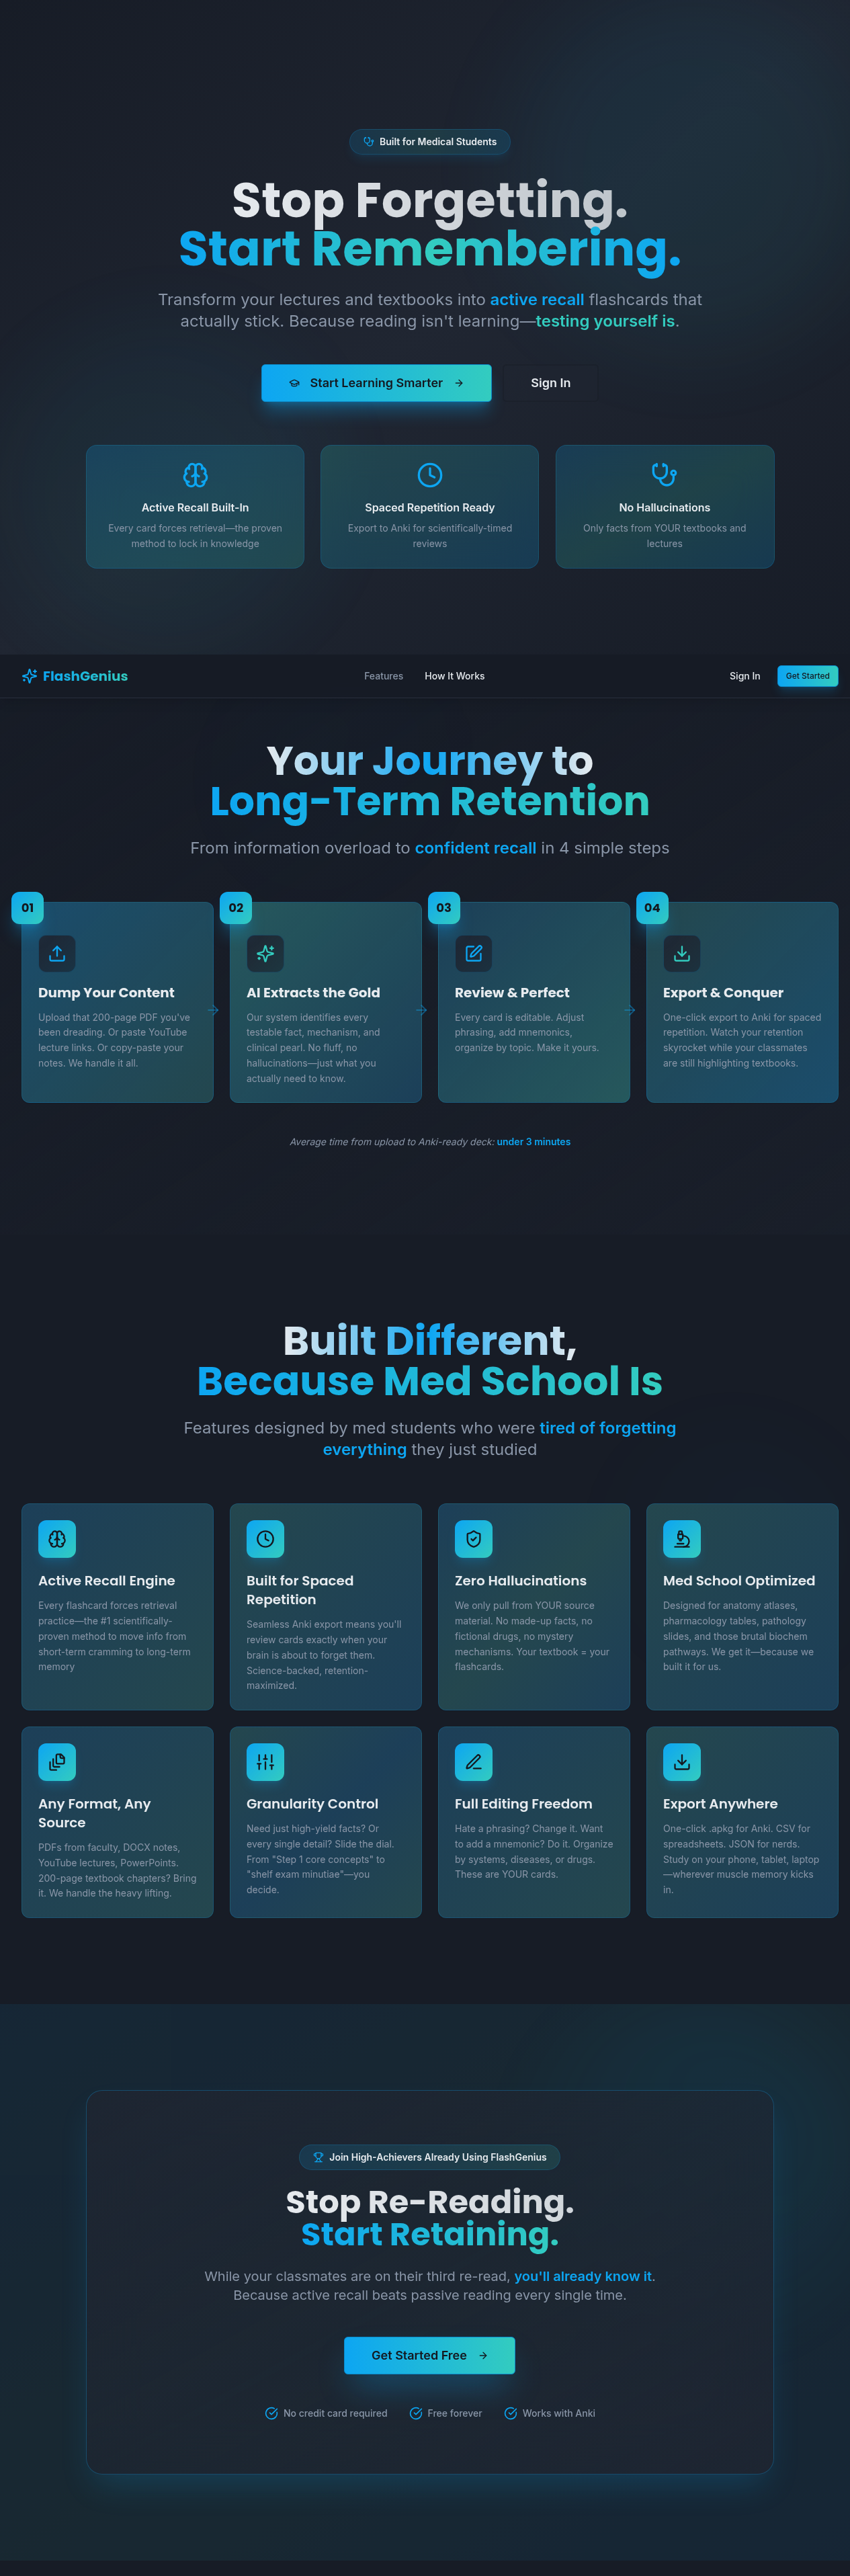 Built for Medical Students
Stop Forgetting.
Start Remembering.
Transform your lectures and textbooks into active recall flashcards that
actually stick. Because reading isn't learning—testing yourself is.
Start Learning Smarter
Sign In
Active Recall Built-In
Every card forces retrieval—the proven
method to lock in knowledge
Spaced Repetition Ready
Export to Anki for scientifically-timed
reviews
No Hallucinations
Only facts from YOUR textbooks and
lectures
FlashGenius
Features
How It Works
Sign In
Get Started
Your Journey to
Long-Term Retention
From information overload to confident recall in 4 simple steps
01
Dump Your Content
Upload that 200-page PDF you've
been dreading. Or paste YouTube
lecture links. Or copy-paste your
notes. We handle it all.
02
AI Extracts the Gold
Our system identifies every
testable fact, mechanism, and
clinical pearl. No fluff, no
hallucinations—just what you
actually need to know.
03
Review & Perfect
Every card is editable. Adjust
phrasing, add mnemonics,
organize by topic. Make it yours.
04
Export & Conquer
One-click export to Anki for spaced
repetition. Watch your retention
skyrocket while your classmates
are still highlighting textbooks.
Average time from upload to Anki-ready deck: under 3 minutes
Built Different,
Because Med School Is
Features designed by med students who were tired of forgetting
everything they just studied
Active Recall Engine
Every flashcard forces retrieval
practice—the #1 scientifically-
proven method to move info from
short-term cramming to long-term
memory
Built for Spaced
Repetition
Seamless Anki export means you'll
review cards exactly when your
brain is about to forget them.
Science-backed, retention-
maximized.
Zero Hallucinations
We only pull from YOUR source
material. No made-up facts, no
fictional drugs, no mystery
mechanisms. Your textbook = your
flashcards.
Med School Optimized
Designed for anatomy atlases,
pharmacology tables, pathology
slides, and those brutal biochem
pathways. We get it—because we
built it for us.
Any Format, Any
Source
PDFs from faculty, DOCX notes,
YouTube lectures, PowerPoints.
200-page textbook chapters? Bring
it. We handle the heavy lifting.
Granularity Control
Need just high-yield facts? Or
every single detail? Slide the dial.
From "Step 1 core concepts" to
"shelf exam minutiae"—you
decide.
Full Editing Freedom
Hate a phrasing? Change it. Want
to add a mnemonic? Do it. Organize
by systems, diseases, or drugs.
These are YOUR cards.
Export Anywhere
One-click .apkg for Anki. CSV for
spreadsheets. JSON for nerds.
Study on your phone, tablet, laptop
—wherever muscle memory kicks
in.
Join High-Achievers Already Using FlashGenius
Stop Re-Reading.
Start Retaining.
While your classmates are on their third re-read, you'll already know it.
Because active recall beats passive reading every single time.
Get Started Free
No credit card required
Free forever
Works with Anki